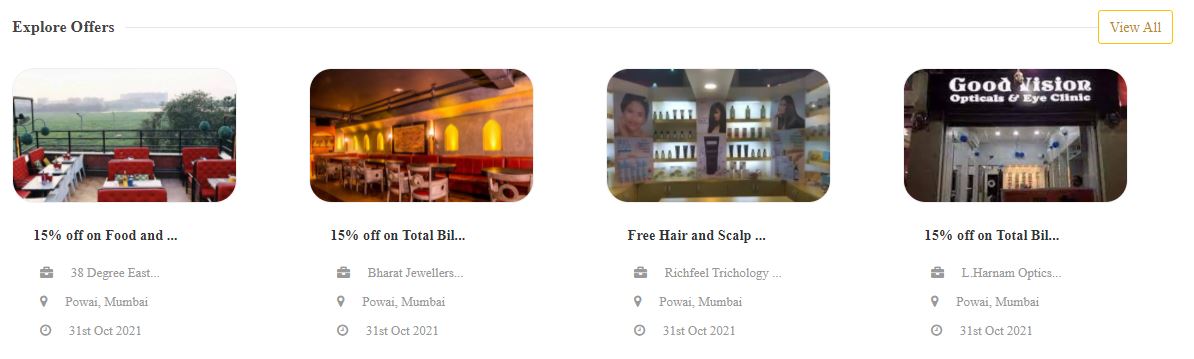 Explore Offers
View All
Good Vision
Opticals & Eye Clinic
15% off on Food and ...
38 Degree East...
Powai, Mumbai
31st Oct 2021
15% off on Total Bil...
Bharat Jewellers...
Powai, Mumbai
31st Oct 2021
Free Hair and Scalp ...
Richfeel Trichology ...
Powai, Mumbai
31st Oct 2021
15% off on Total Bil...
L.Harnam Optics...
Powai, Mumbai
31st Oct 2021